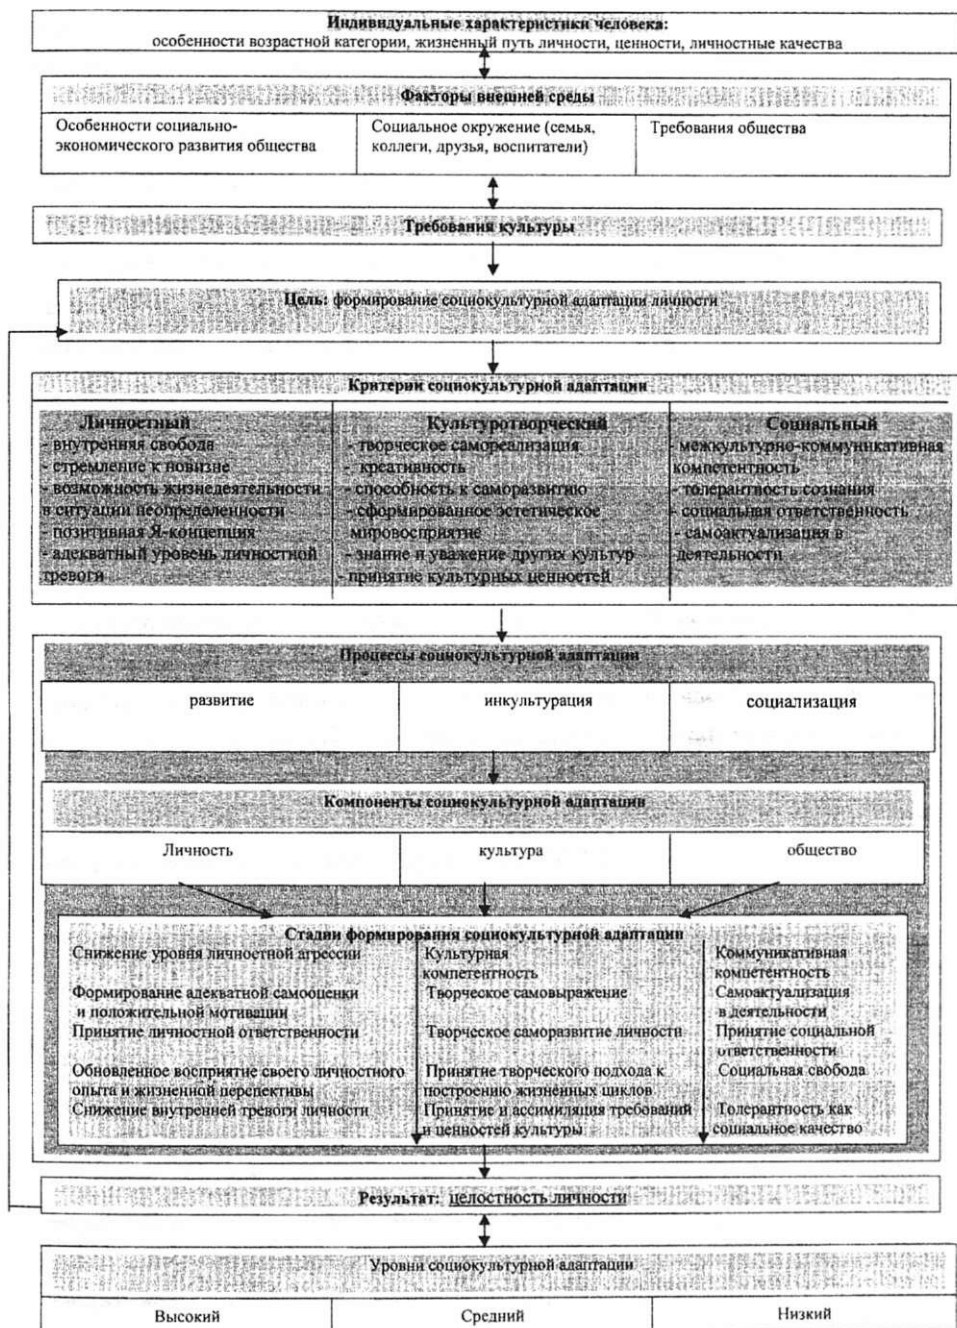 Индивидуальные характеристики человека:
особенности возрастной категории, жизненный путь личности, ценности, личностные качества
Факторы внешней среды
Особенности социально-
экономического развития общества
Социальное окружение (семья,
коллеги, друзья, воспитатели)
Требования общества
Требования культуры
Цель: формирование социокультурной адаптации личности
Критерии социокультурной адаптации
Личностный
- внутренняя свобода
- стремление к новизне
- возможность жизнедеятельности
в ситуации неопределенности
- позитивная Я-концепция
- адекватный уровень личностной
тревоги
Культуротворческий
- творческое самореализация
- креативность
- способность к саморазвитию
- сформированное эстетическое
мировосприятие
- знание и уважение других культур
- принятие культурных ценностей
Социальный
- межкультурно-коммуникативная
компетентность
- толерантность сознания
- социальная ответственность
- самоактуализация в
деятельности
Процессы социокультурной адаптации
развитие
инкультурация
социализация
Компоненты социокультурной адаптации
Личность
культура
общество
Стадии формирования социокультурной адаптации
Снижение уровня личностной агрессии
Формирование адекватной самооценки
и положительной мотивации
Принятие личностной ответственности
Обновленное восприятие своего личностного
опыта и жизненной перспективы
Снижение внутренней тревоги личности
Культурная
компетентность
Творческое самовыражение
Творческое саморазвитие личности
Принятие творческого подхода к
построению жизненных циклов
Принятие и ассимиляция требований
и ценностей культуры
Коммуникативная
компетентность
Самоактуализация
в деятельности
Принятие социальной
ответственности
Социальная свобода
Толерантность как
социальное качество
Результат: целостность личности
Уровни социокультурной адаптации
Высокий
Средний
Низкий